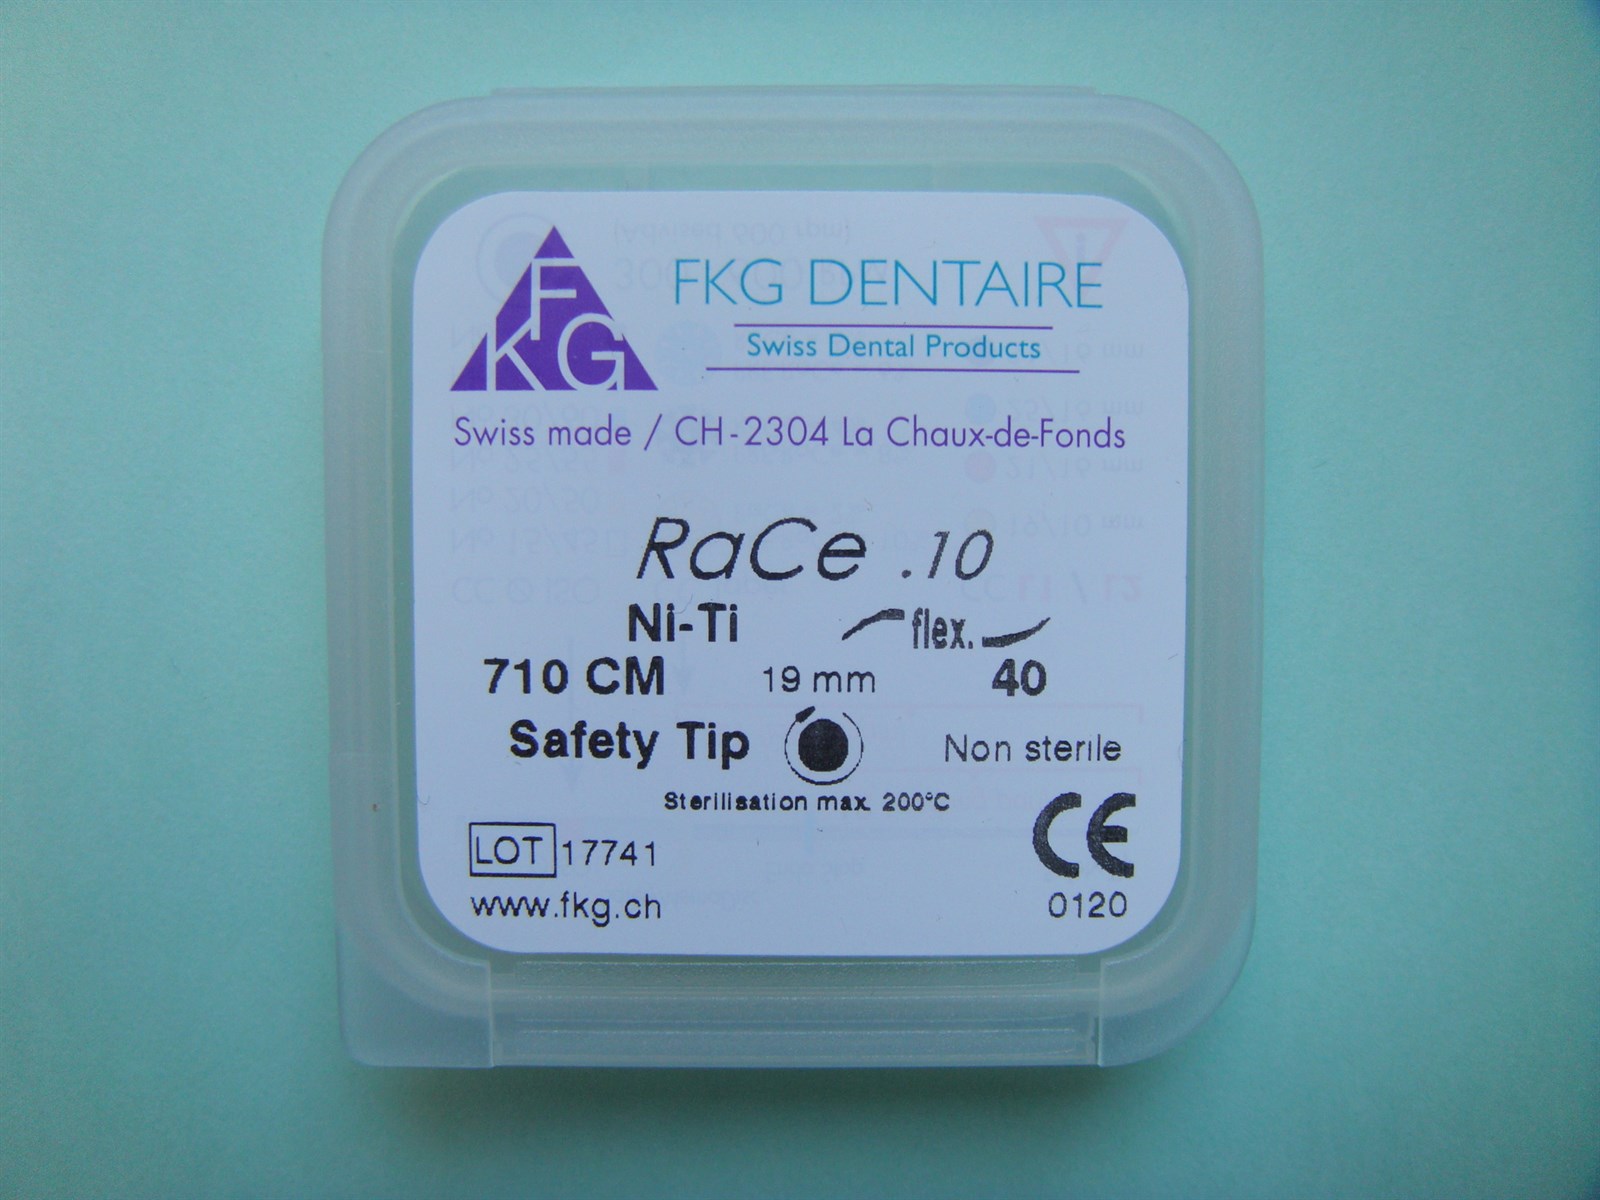 FKG
FKG DENTAIRE
Swiss Dental Products
Swiss made / CH-2304 La Chaux-de-Fonds
RaCe .10
Ni-Ti flex.
710 CM 19 mm 40
Safety Tip Non sterile
Sterilisation max. 200°C
LOT 17741 CE
www.fkg.ch 0120